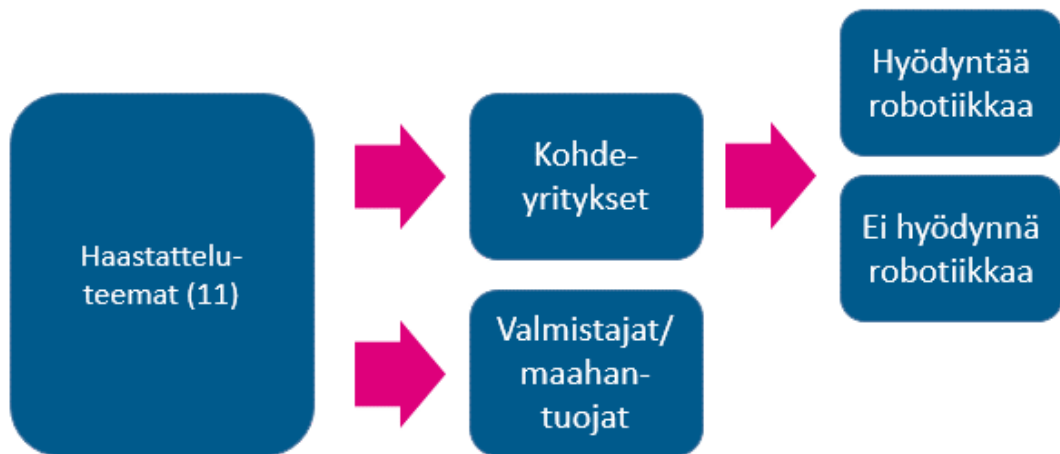 Haastattelu-
teemat (11)
Kohde-
yritykset
Valmistajat/
maahan-
tuojat
Hyödyntää
robotiikkaa
Ei hyödynnä
robotiikkaa